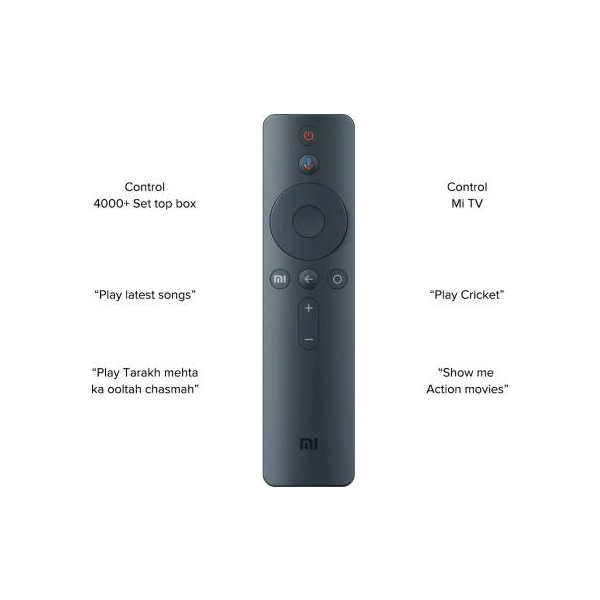 Control
4000+ Set top box
Control
Mi TV
“Play latest songs”
“Play Cricket”
“Play Tarakh mehta
ka ooltah chasmah”
“Show me
Action movies”
mi
+
−
mi